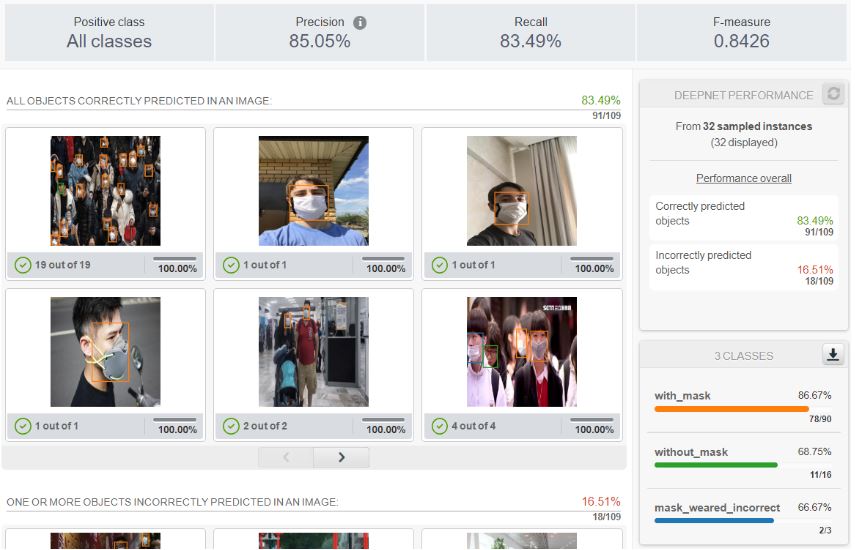 Positive class
All classes
Precision
85.05%
Recall
83.49%
F-measure
0.8426
ALL OBJECTS CORRECTLY PREDICTED IN AN IMAGE:
83.49%
91/109
19 out of 19
100.00%
1 out of 1
100.00%
1 out of 1
100.00%
1 out of 1
100.00%
2 out of 2
100.00%
4 out of 4
100.00%
ONE OR MORE OBJECTS INCORRECTLY PREDICTED IN AN IMAGE:
16.51%
18/109
DEEPNET PERFORMANCE
From 32 sampled instances
(32 displayed)
Performance overall
Correctly predicted
objects
83.49%
91/109
Incorrectly predicted
objects
16.51%
18/109
3 CLASSES
with_mask 86.67%
78/90
without_mask 68.75%
11/16
mask_weared_incorrect 66.67%
2/3